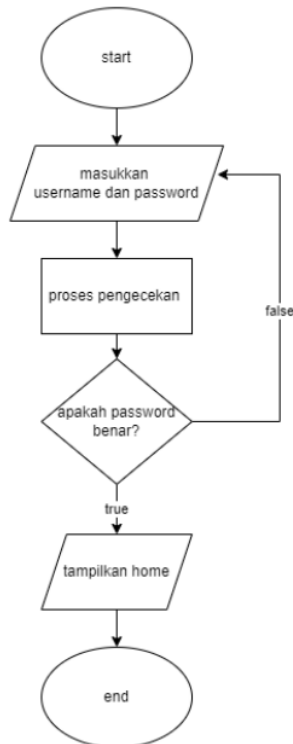 start
masukkan
username dan password
proses pengecekan
false
apakah password
benar?
true
tampilkan home
end